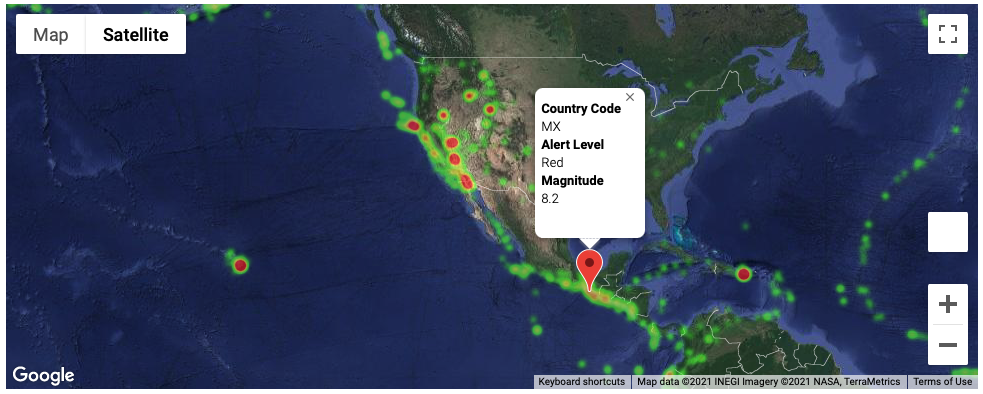 Map Satellite
Country Code
MX
Alert Level
Red
Magnitude
8.2
Google
Keyboard shortcuts Map data ©2021 INEGI Imagery ©2021 NASA, TerraMetrics Terms of Use